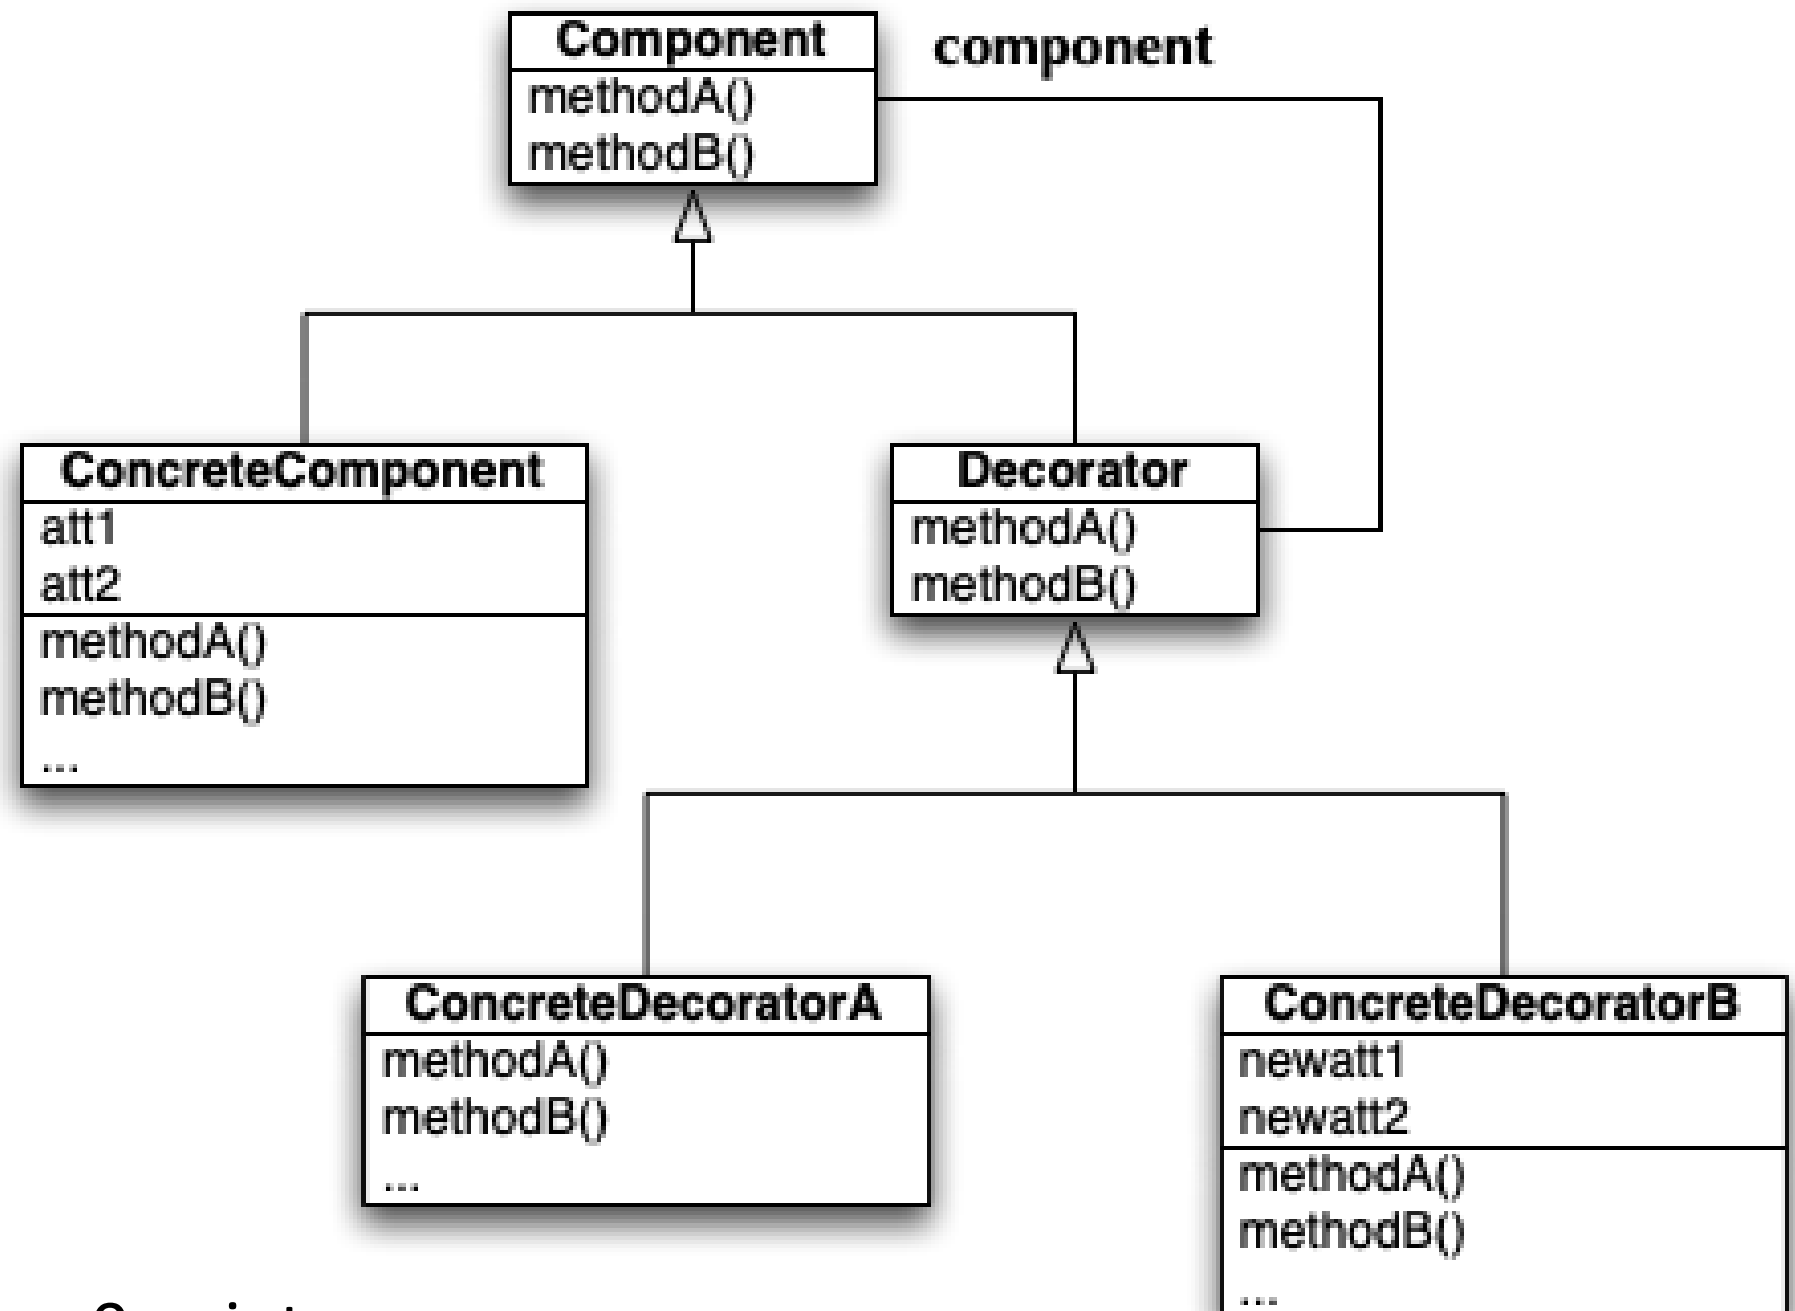 Component
component
methodA()
methodB()
ConcreteComponent
att1
att2
methodA()
methodB()
...
Decorator
methodA()
methodB()
ConcreteDecoratorA
methodA()
methodB()
...
ConcreteDecoratorB
newatt1
newatt2
methodA()
methodB()
...